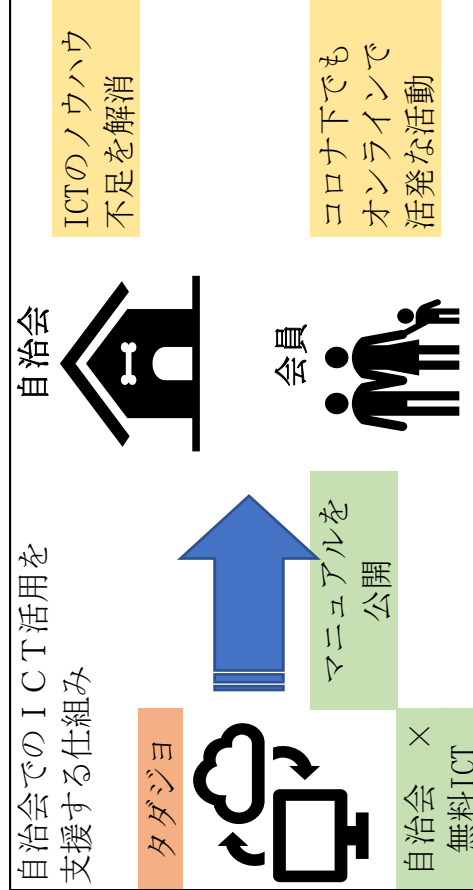 自治会でのＩＣＴ活用を
支援する仕組み
タダジョ
自治会 ×
無料ICT
マニュアルを
公開
自治会
会員
ICTのノウハウ
不足を解消
コロナ下でも
オンラインで
活発な活動